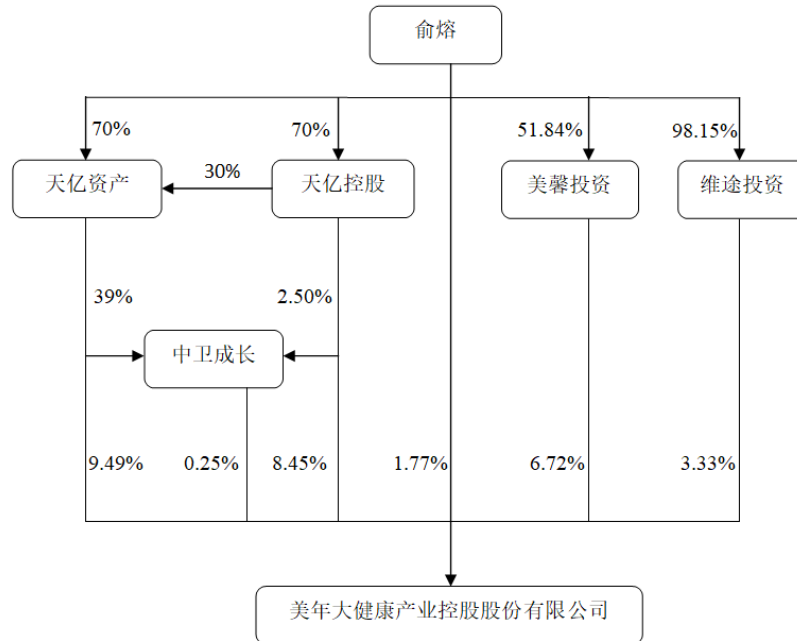 俞熔
70%
70%
51.84%
98.15%
天亿资产
30%
天亿控股
美馨投资
维途投资
39%
2.50%
中卫成长
9.49%
0.25%
8.45%
1.77%
6.72%
3.33%
美年大健康产业控股股份有限公司